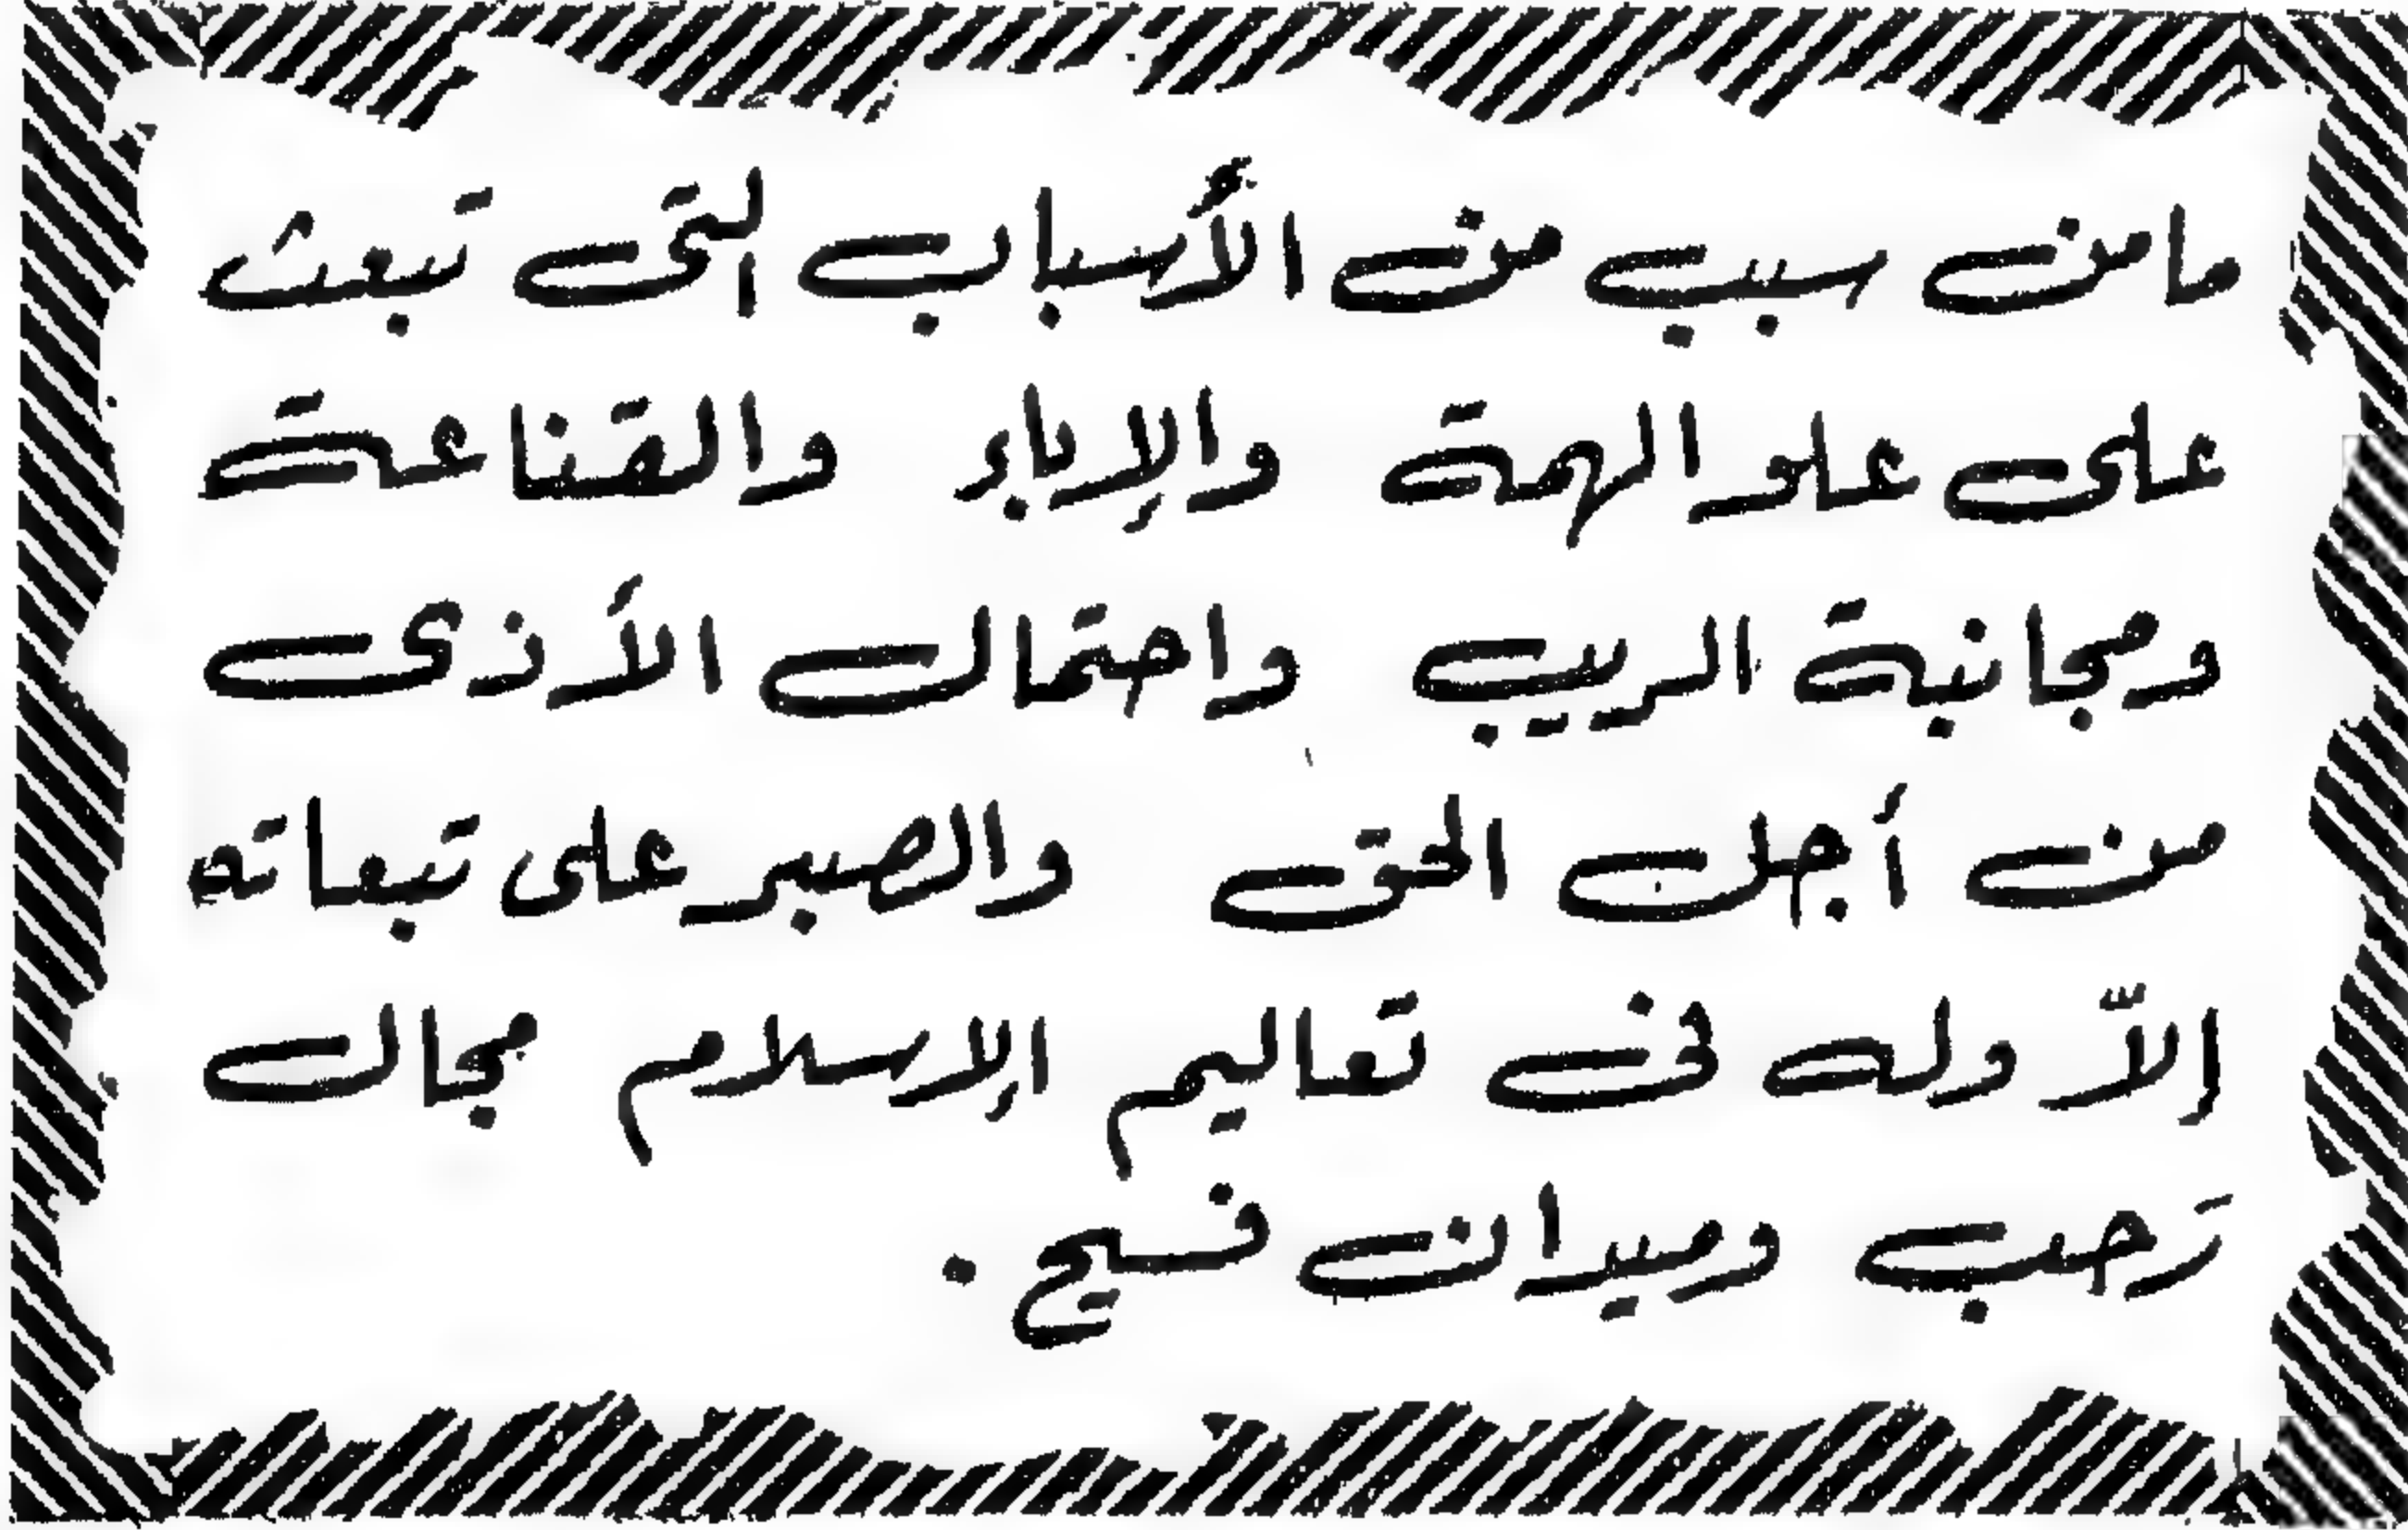 ما من سبب من الأسباب التى تبعث
على علو الهمة والإباء والقناعة
ومجانبة الريب واحتمال الأذى
من أجل الحق والصبر على تبعاته
إلاّ وله فى تعاليم الإسلام مجال
رَحب وميدان فسيح .